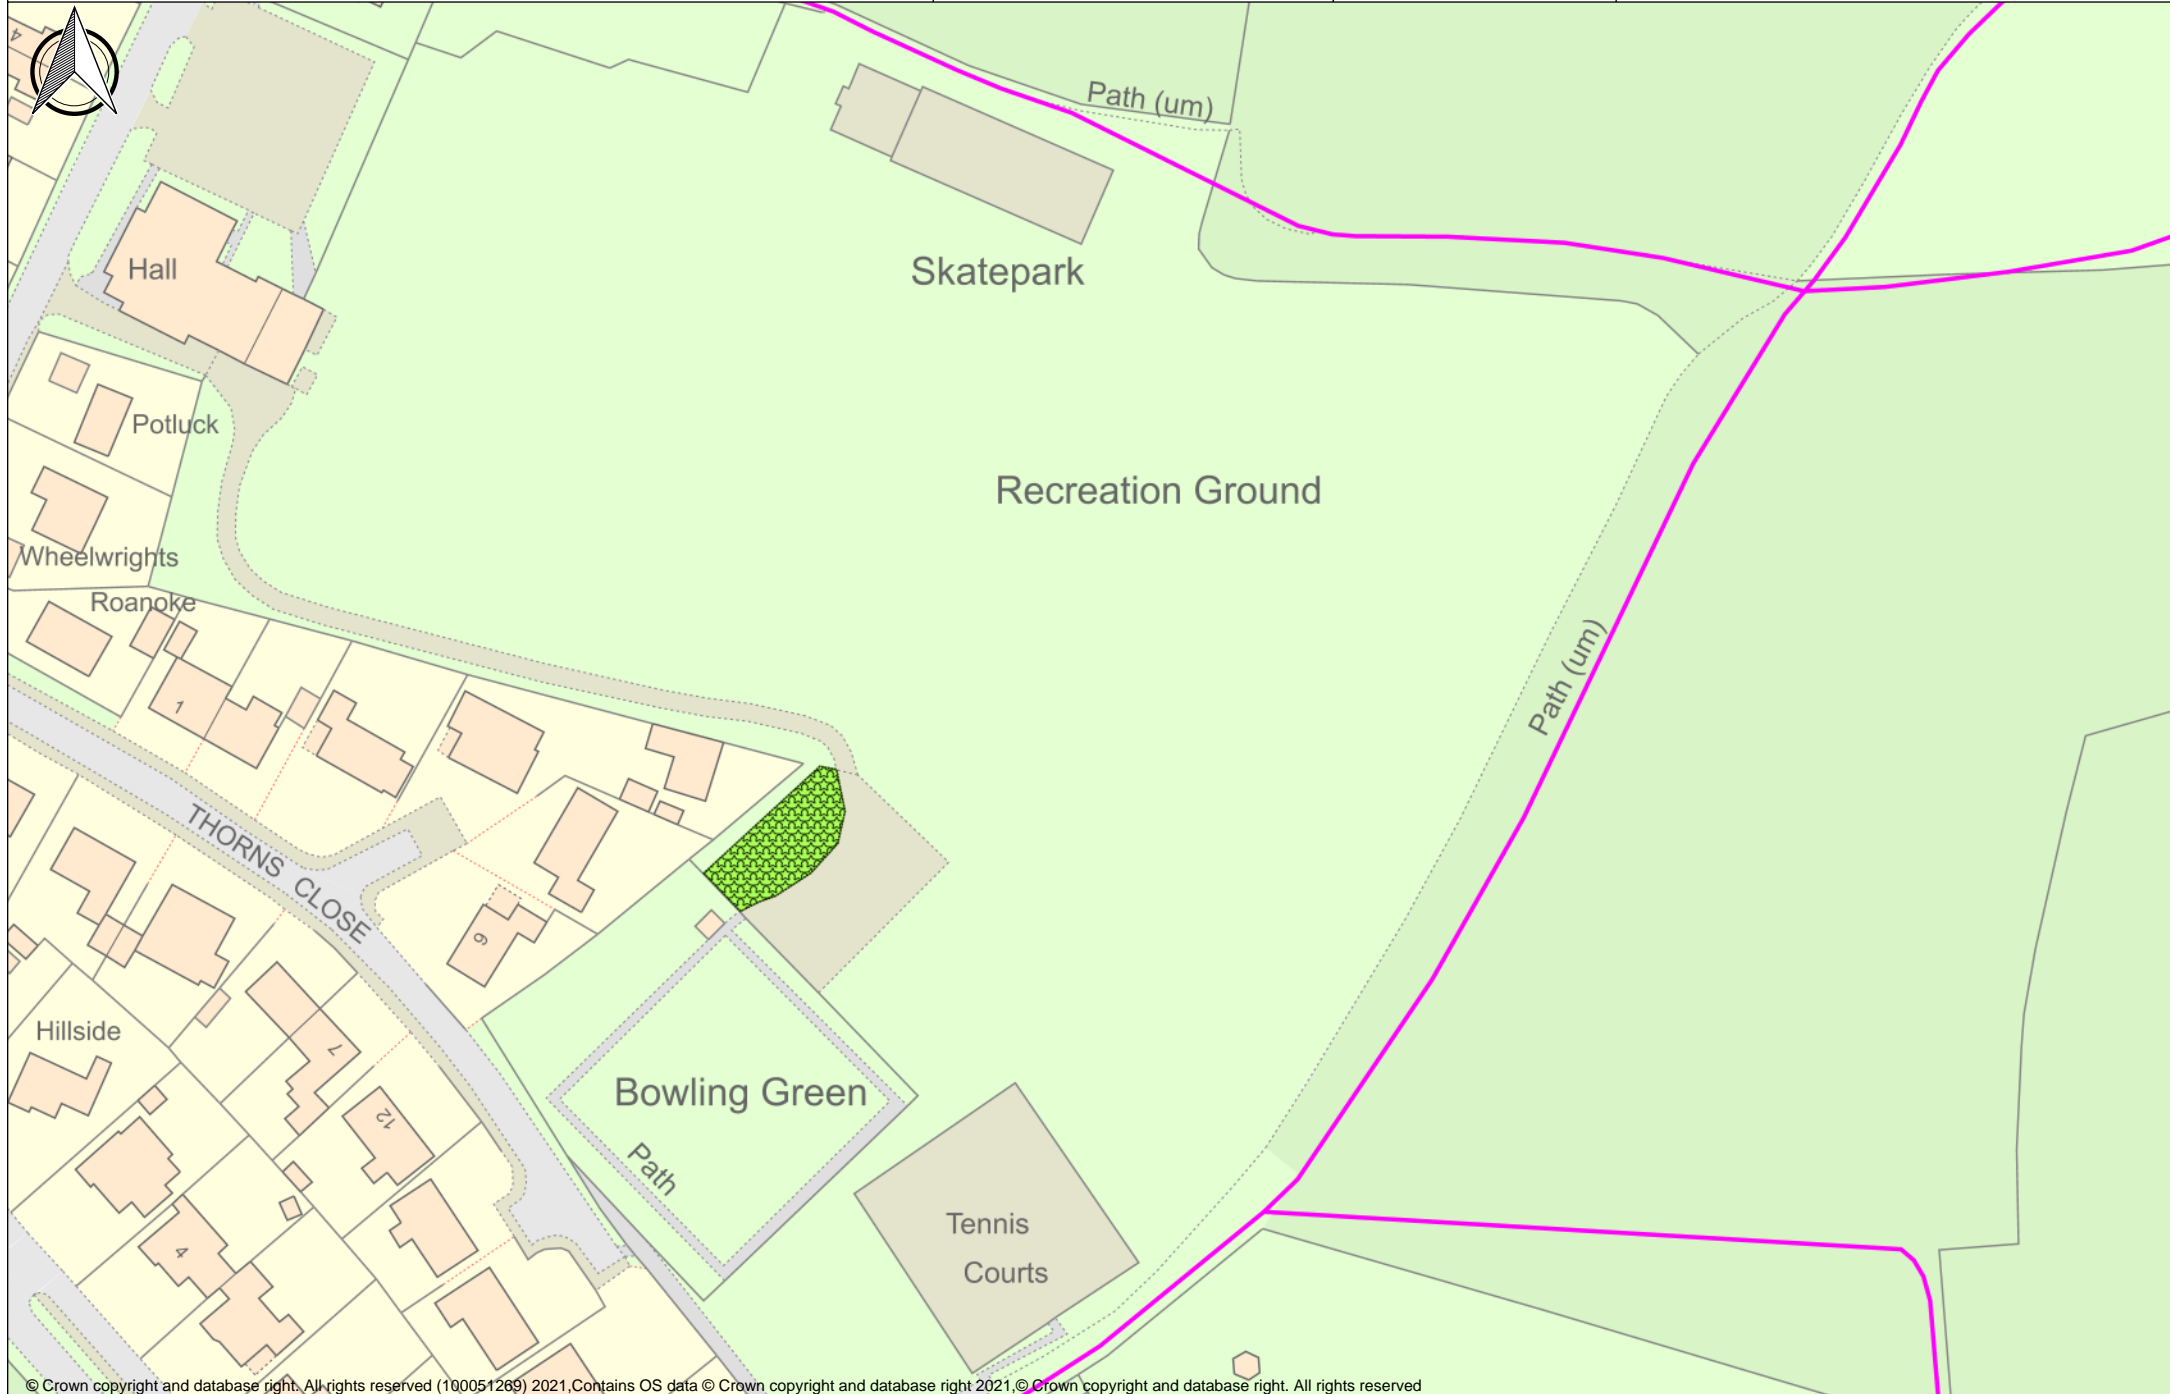 4
Path (um)
Hall
Skatepark
Potluck
Recreation Ground
Wheelwrights
Roanoke
Path (um)
1
THORNS CLOSE
9
Hillside
7
Bowling Green
12
Path
Tennis
Courts
4
© Crown copyright and database right. All rights reserved (100051269) 2021,Contains OS data © Crown copyright and database right 2021,© Crown copyright and database right. All rights reserved